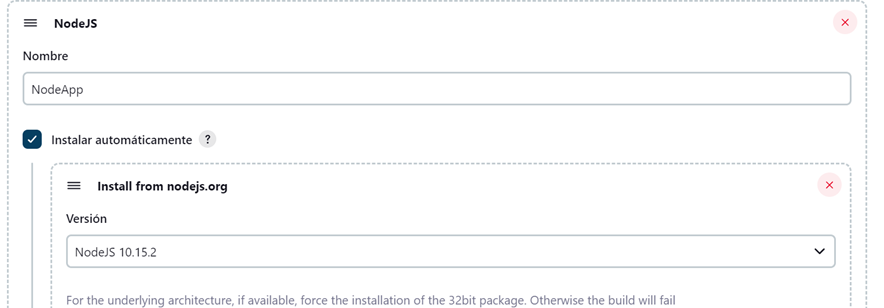 NodeJS
Nombre
NodeApp
Instalar automáticamente ?
Install from nodejs.org
Versión
NodeJS 10.15.2
For the underlying architecture, if available, force the installation of the 32bit package. Otherwise the build will fail